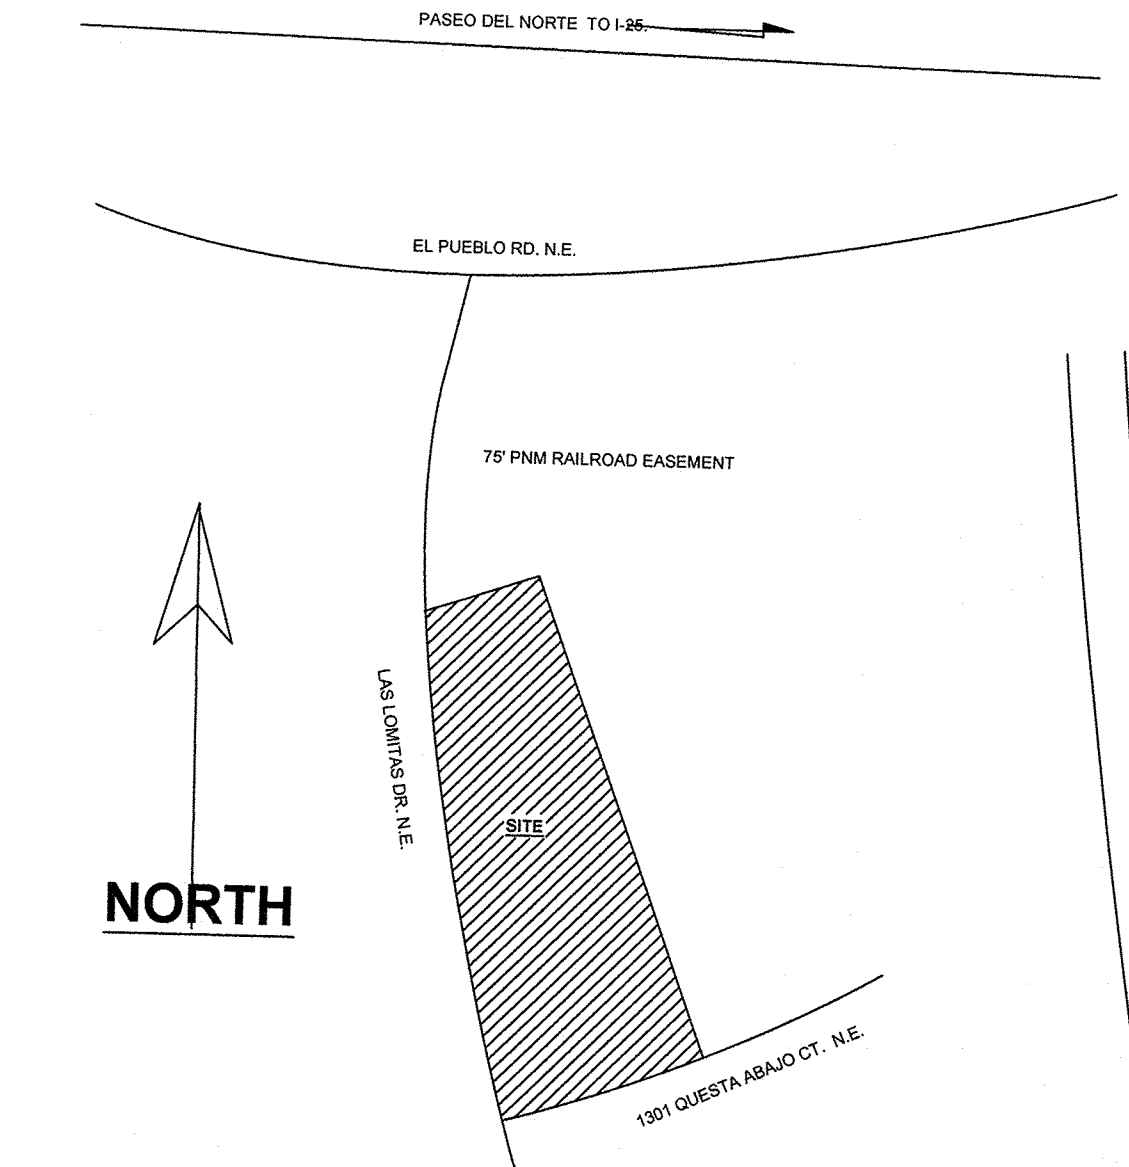 PASEO DEL NORTE TO I-25.
EL PUEBLO RD. N.E.
75' PNM RAILROAD EASEMENT
LAS LOMITAS DR. N.E.
SITE
NORTH
1301 QUESTA ABAJO CT. N.E.